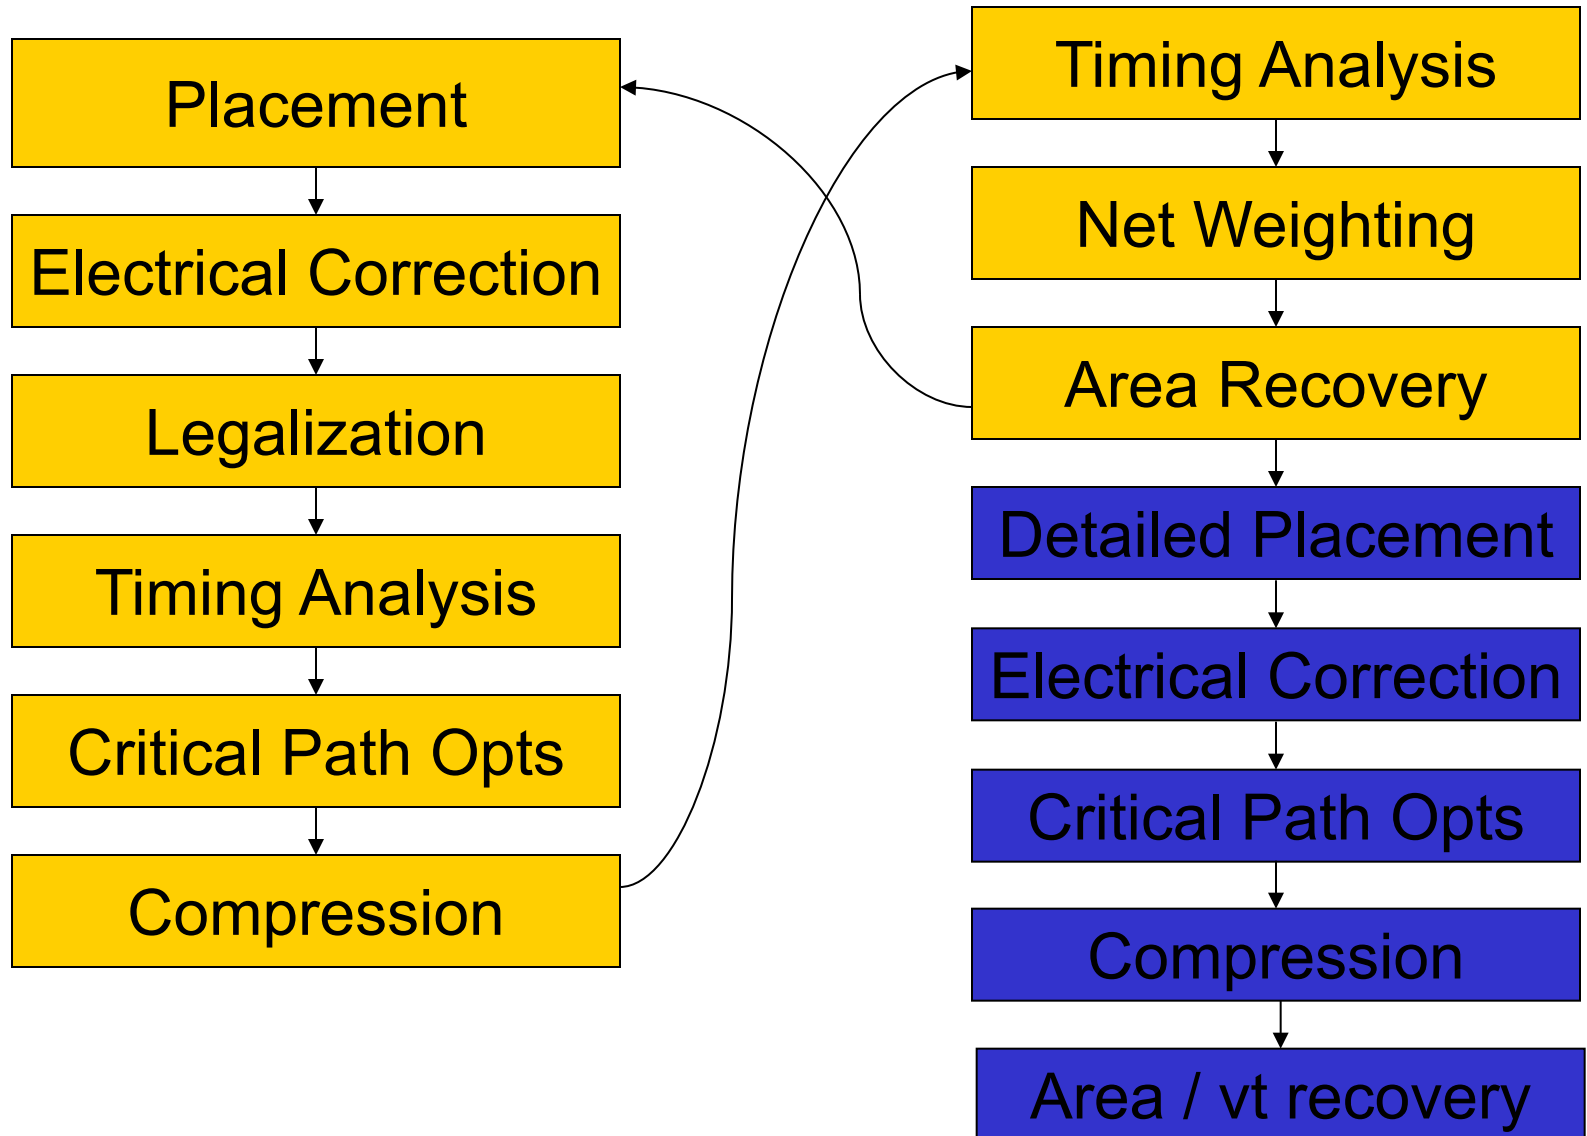 Placement
Electrical Correction
Legalization
Timing Analysis
Critical Path Opts
Compression
Timing Analysis
Net Weighting
Area Recovery
Detailed Placement
Electrical Correction
Critical Path Opts
Compression
Area / vt recovery